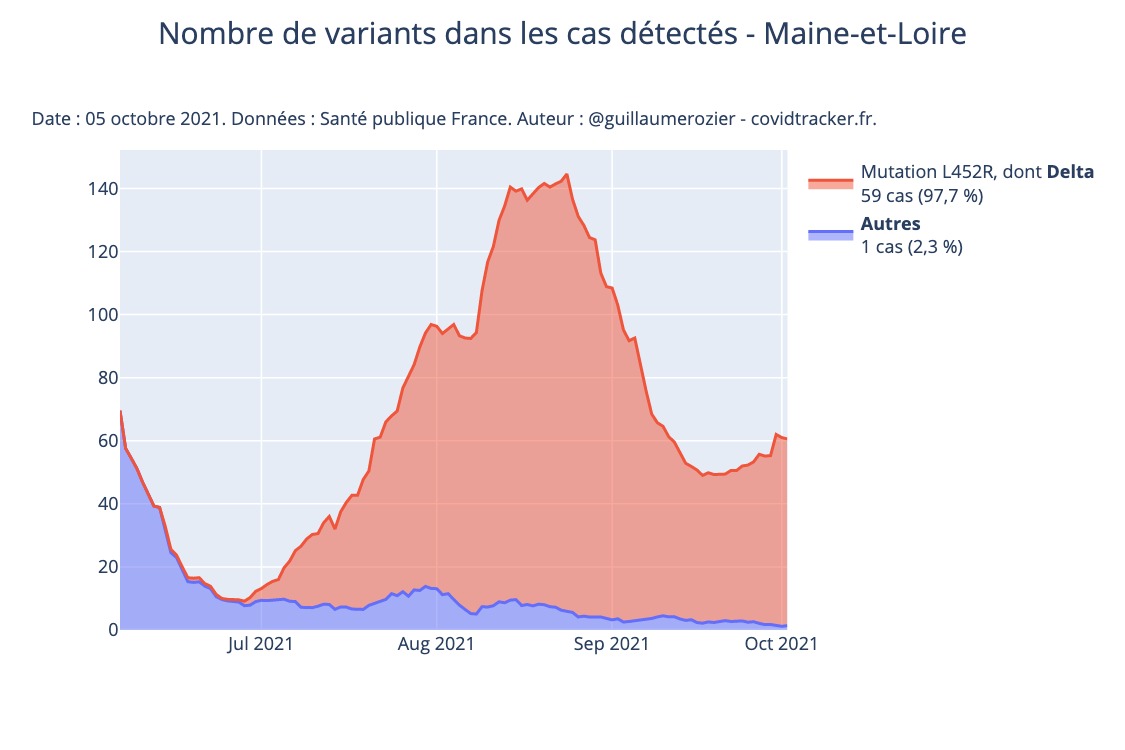 Nombre de variants dans les cas détectés - Maine-et-Loire
Date : 05 octobre 2021. Données : Santé publique France. Auteur : @guillaumerozier - covidtracker.fr.
Mutation L452R, dont Delta
59 cas (97,7 %)
Autres
1 cas (2,3 %)
140
120
100
80
60
40
20
0
Jul 2021 Aug 2021 Sep 2021 Oct 2021